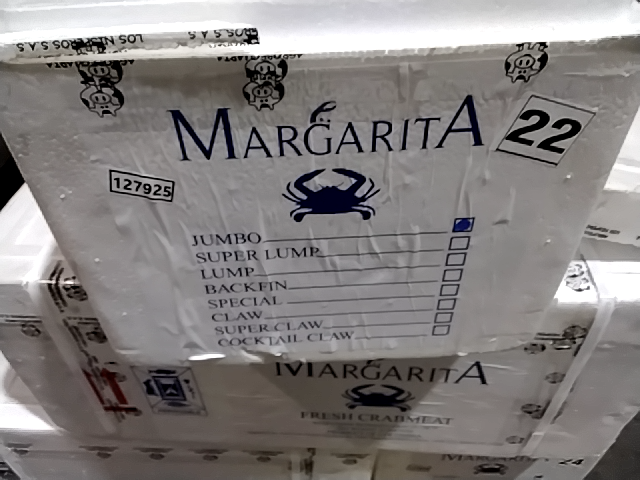 LOS NISPEROS S.A.S
MARGARITA
22
127925
JUMBO
SUPER LUMP
LUMP
BACKFIN
SPECIAL
CLAW
SUPER CLAW
COCKTAIL CLAW
MARGARITA
FRESH CRABMEAT
MARGARITA
24